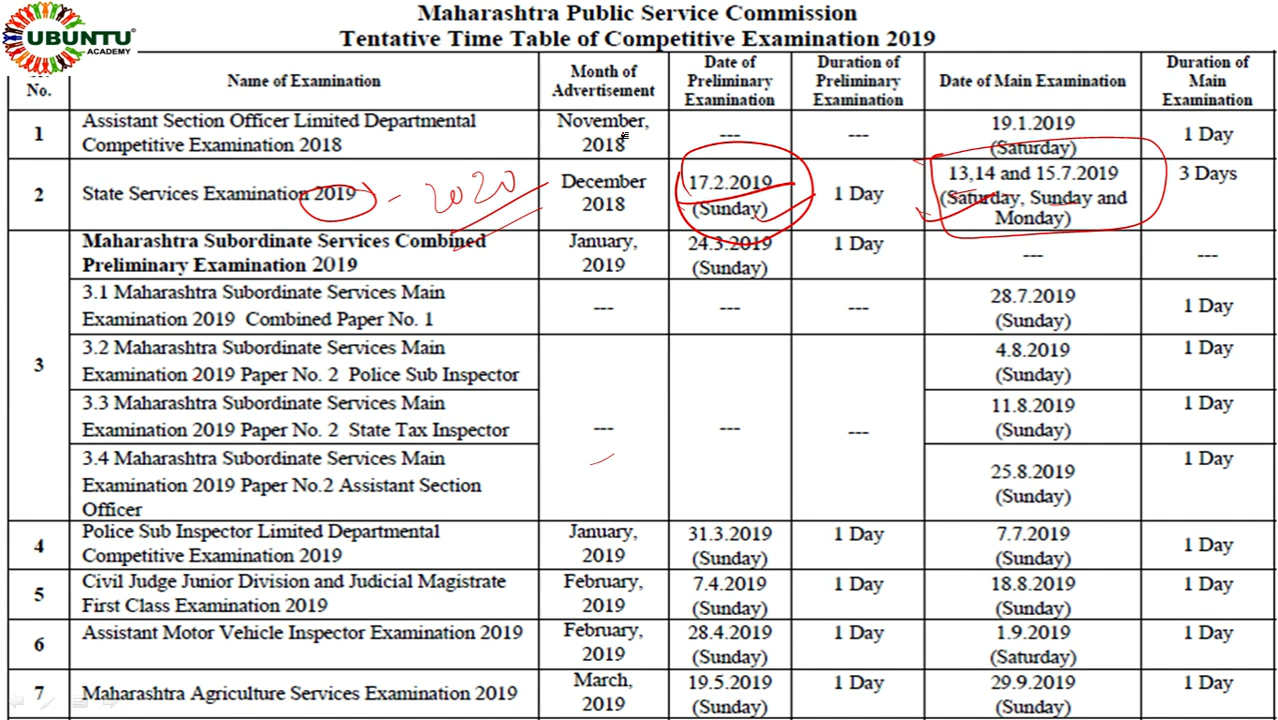 Maharashtra Public Service Commission
Tentative Time Table of Competitive Examination 2019
UBUNTU
ACADEMY
No.
Name of Examination
Month of
Advertisement
Date of
Preliminary
Examination
Duration of
Preliminary
Examination
Date of Main Examination
Duration of
Main
Examination
1
Assistant Section Officer Limited Departmental
Competitive Examination 2018
November,
2018
---
---
19.1.2019
(Saturday)
1 Day
2
State Services Examination 2019 - 2020
December
2018
17.2.2019
(Sunday)
1 Day
13,14 and 15.7.2019
(Saturday, Sunday and
Monday)
3 Days
3
Maharashtra Subordinate Services Combined
Preliminary Examination 2019
January,
2019
24.3.2019
(Sunday)
1 Day
---
---
3.1 Maharashtra Subordinate Services Main
Examination 2019 Combined Paper No. 1
---
---
---
28.7.2019
(Sunday)
1 Day
3.2 Maharashtra Subordinate Services Main
Examination 2019 Paper No. 2 Police Sub Inspector
4.8.2019
(Sunday)
1 Day
3.3 Maharashtra Subordinate Services Main
Examination 2019 Paper No. 2 State Tax Inspector
---
---
---
11.8.2019
(Sunday)
1 Day
3.4 Maharashtra Subordinate Services Main
Examination 2019 Paper No.2 Assistant Section
Officer
25.8.2019
(Sunday)
1 Day
4
Police Sub Inspector Limited Departmental
Competitive Examination 2019
January,
2019
31.3.2019
(Sunday)
1 Day
7.7.2019
(Sunday)
1 Day
5
Civil Judge Junior Division and Judicial Magistrate
First Class Examination 2019
February,
2019
7.4.2019
(Sunday)
1 Day
18.8.2019
(Sunday)
1 Day
6
Assistant Motor Vehicle Inspector Examination 2019
February,
2019
28.4.2019
(Sunday)
1 Day
1.9.2019
(Saturday)
1 Day
7
Maharashtra Agriculture Services Examination 2019
March,
2019
19.5.2019
(Sunday)
1 Day
29.9.2019
(Sunday)
1 Day